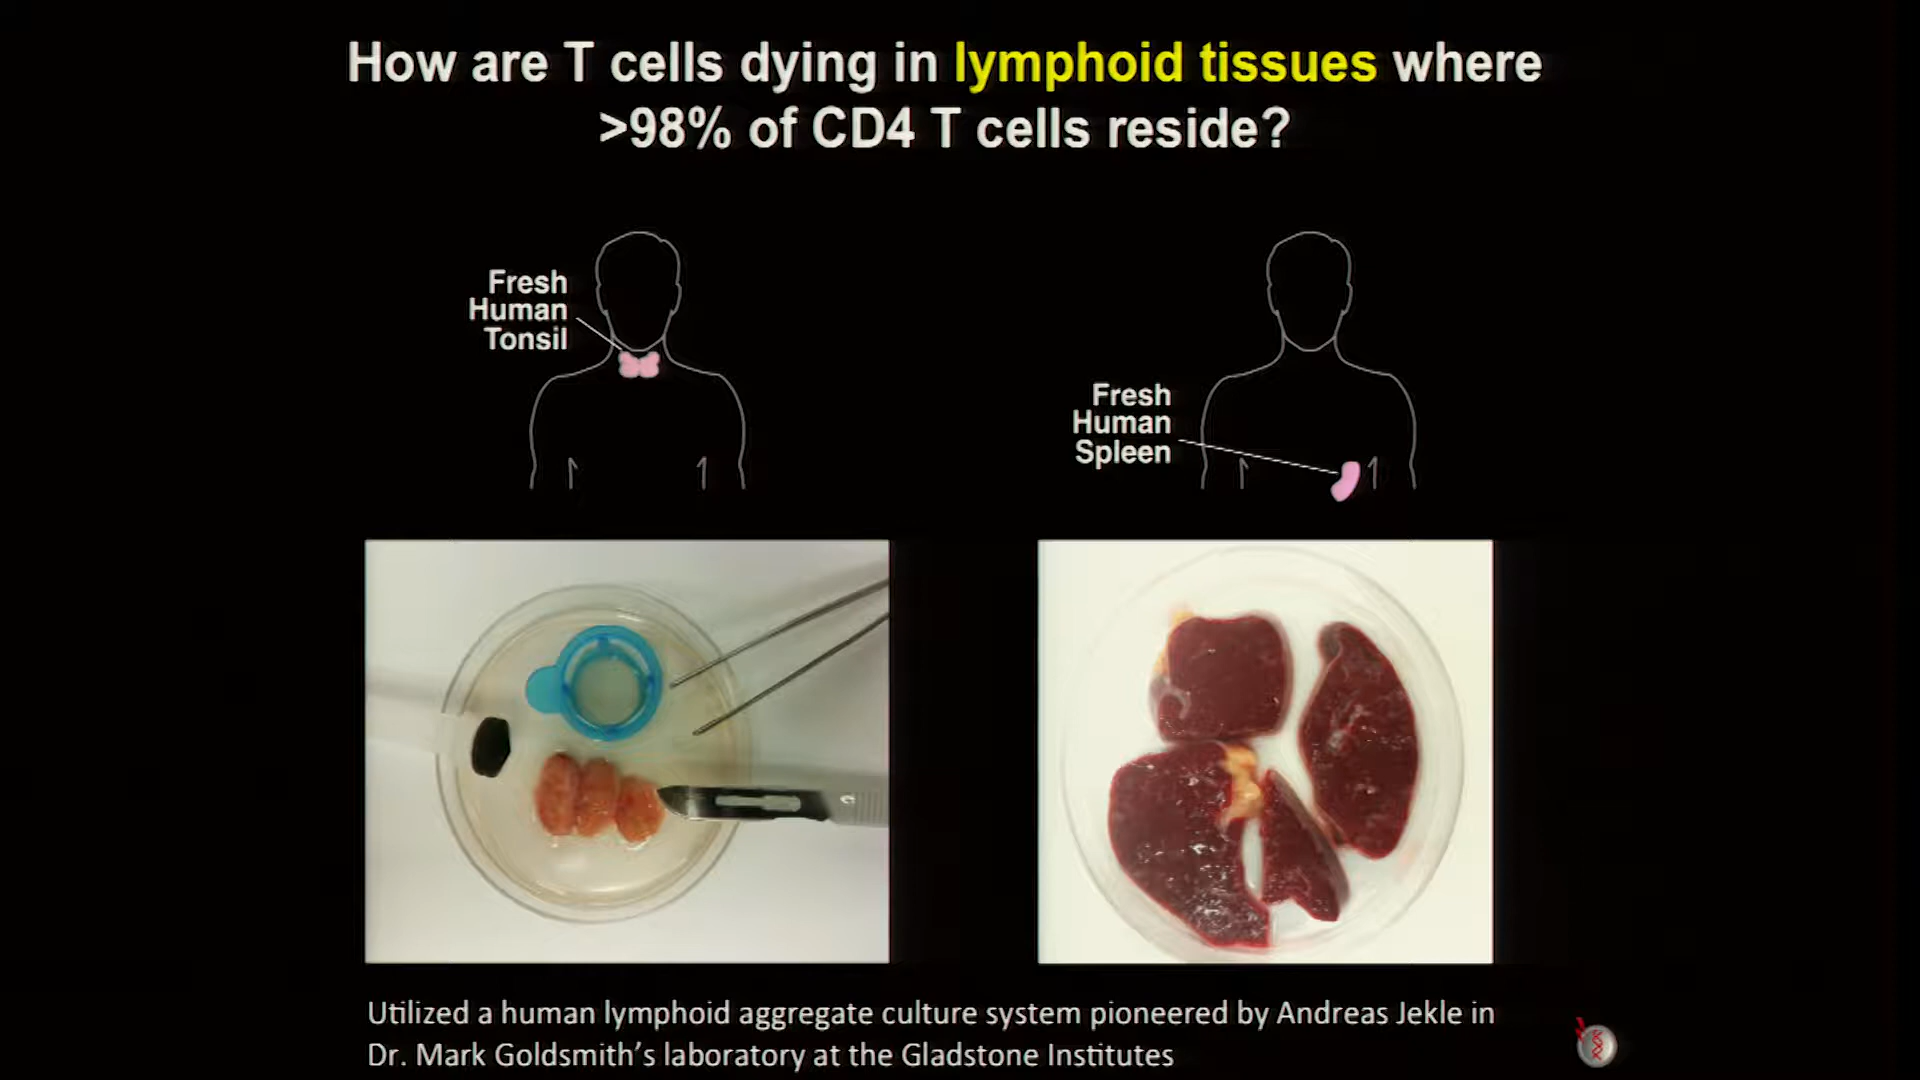 How are T cells dying in lymphoid tissues where
>98% of CD4 T cells reside?
Fresh
Human
Tonsil
Fresh
Human
Spleen
Utilized a human lymphoid aggregate culture system pioneered by Andreas Jekle in
Dr. Mark Goldsmith’s laboratory at the Gladstone Institutes